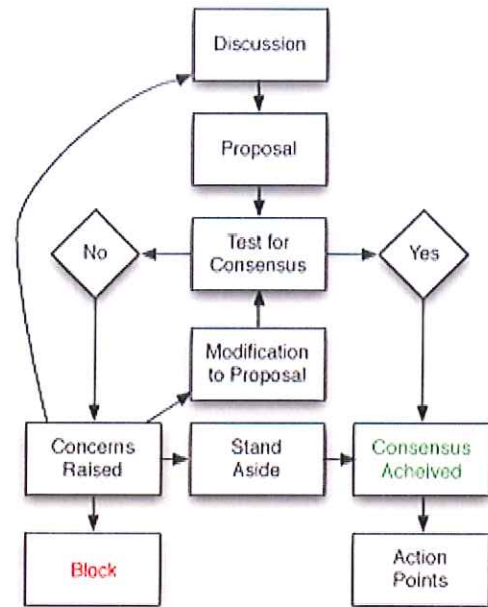 Discussion
Proposal
No
Test for
Consensus
Yes
Modification
to Proposal
Concerns
Raised
Stand
Aside
Consensus
Acheived
Block
Action
Points